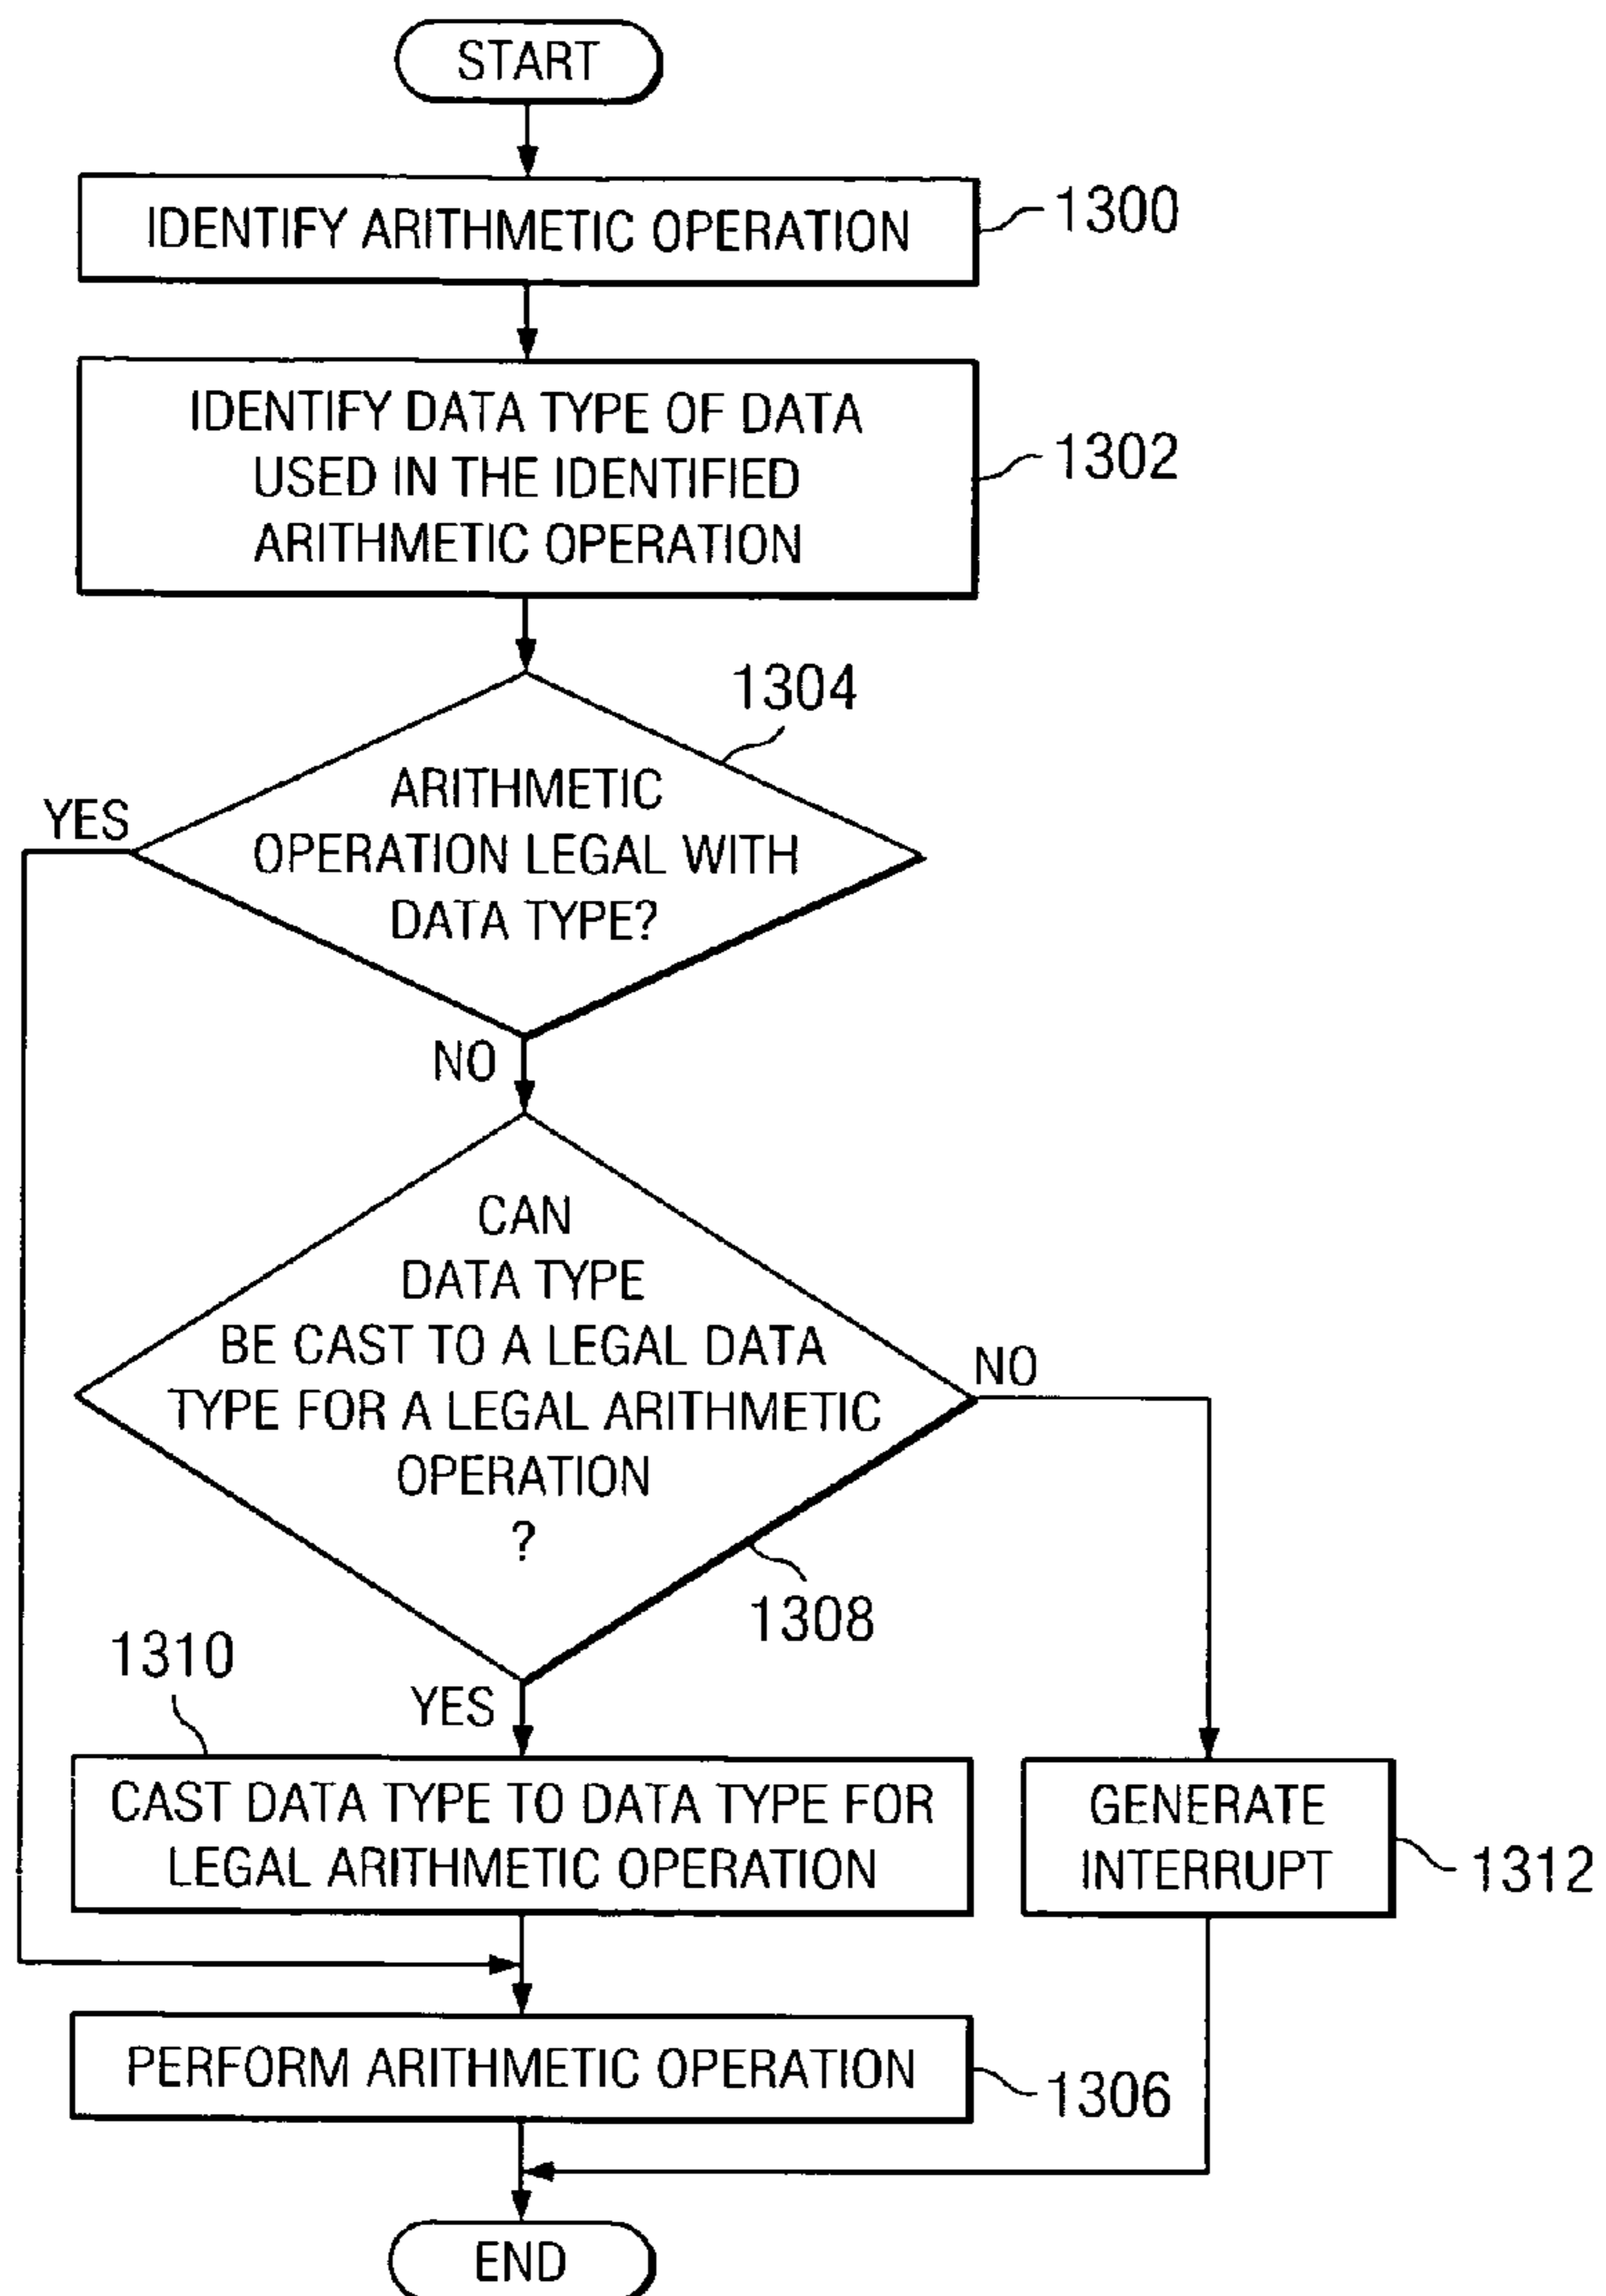 START
IDENTIFY ARITHMETIC OPERATION
1300
IDENTIFY DATA TYPE OF DATA
USED IN THE IDENTIFIED
ARITHMETIC OPERATION
1302
1304
ARITHMETIC
OPERATION LEGAL WITH
DATA TYPE?
YES
NO
CAN
DATA TYPE
BE CAST TO A LEGAL DATA
TYPE FOR A LEGAL ARITHMETIC
OPERATION
?
NO
1308
YES
1310
CAST DATA TYPE TO DATA TYPE FOR
LEGAL ARITHMETIC OPERATION
GENERATE
INTERRUPT
1312
PERFORM ARITHMETIC OPERATION
1306
END